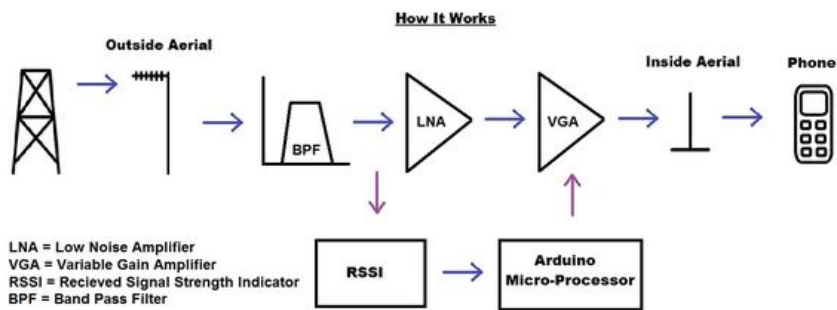 How It Works
Outside Aerial
Inside Aerial
Phone
BPF
LNA
VGA
LNA = Low Noise Amplifier
VGA = Variable Gain Amplifier
RSSI = Recieved Signal Strength Indicator
BPF = Band Pass Filter
RSSI
Arduino
Micro-Processor